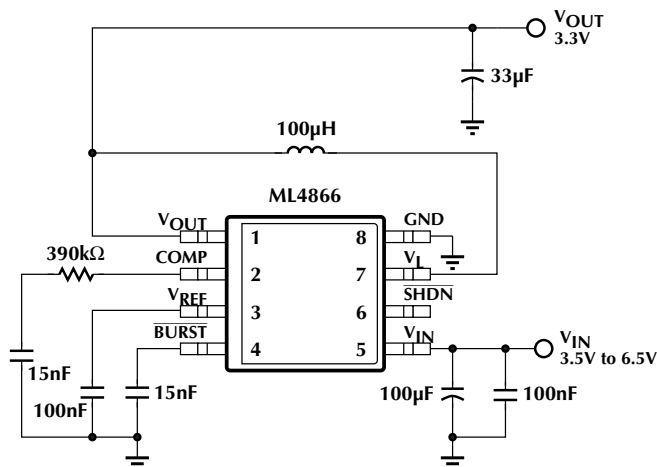 VOUT
3.3V
33µF
100µH
ML4866
VOUT
GND
390kΩ
COMP
VL
VREF
SHDN
BURST
VIN
1
8
2
7
3
6
4
5
VIN
3.5V to 6.5V
15nF
100nF
15nF
100µF
100nF